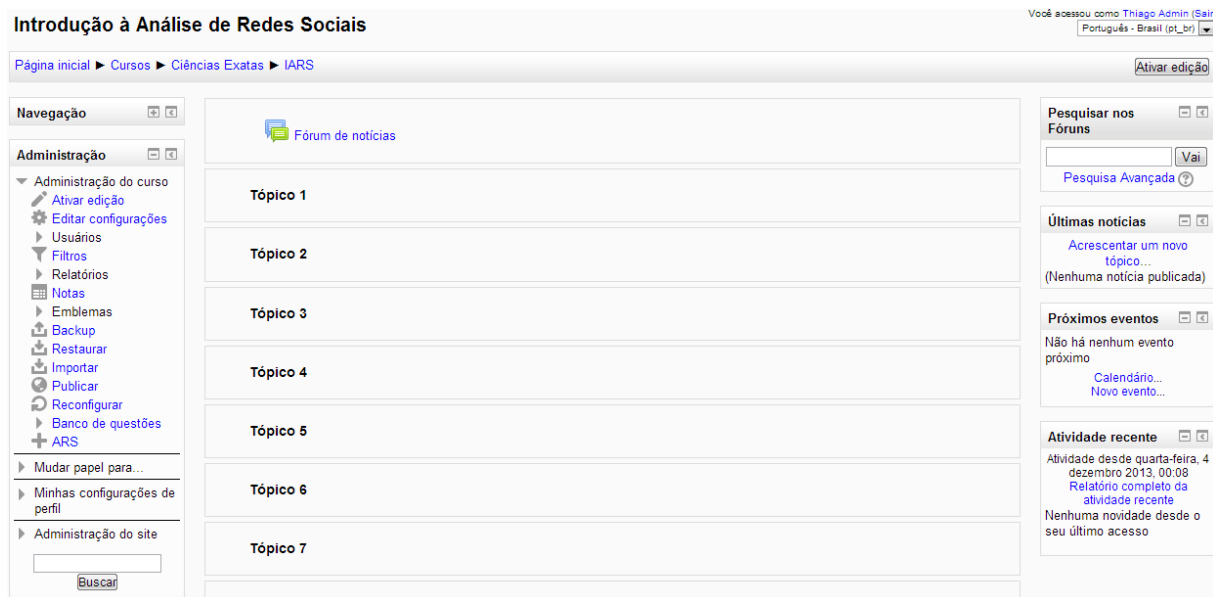 Introdução à Análise de Redes Sociais
Você acessou como Thiago Admin (Sair
Português - Brasil (pt_br)
Página inicial ► Cursos ► Ciências Exatas ► IARS
Ativar edição
Navegação
Administração
Administração do curso
Ativar edição
Editar configurações
Usuários
Filtros
Relatórios
Notas
Emblemas
Backup
Restaurar
Importar
Publicar
Reconfigurar
Banco de questões
ARS
Mudar papel para...
Minhas configurações de
perfil
Administração do site
Buscar
Fórum de notícias
Tópico 1
Tópico 2
Tópico 3
Tópico 4
Tópico 5
Tópico 6
Tópico 7
Pesquisar nos
Fóruns
Vai
Pesquisa Avançada
Últimas notícias
Acrescentar um novo
tópico...
(Nenhuma notícia publicada)
Próximos eventos
Não há nenhum evento
próximo
Calendário...
Novo evento...
Atividade recente
Atividade desde quarta-feira, 4
dezembro 2013, 00:08
Relatório completo da
atividade recente
Nenhuma novidade desde o
seu último acesso